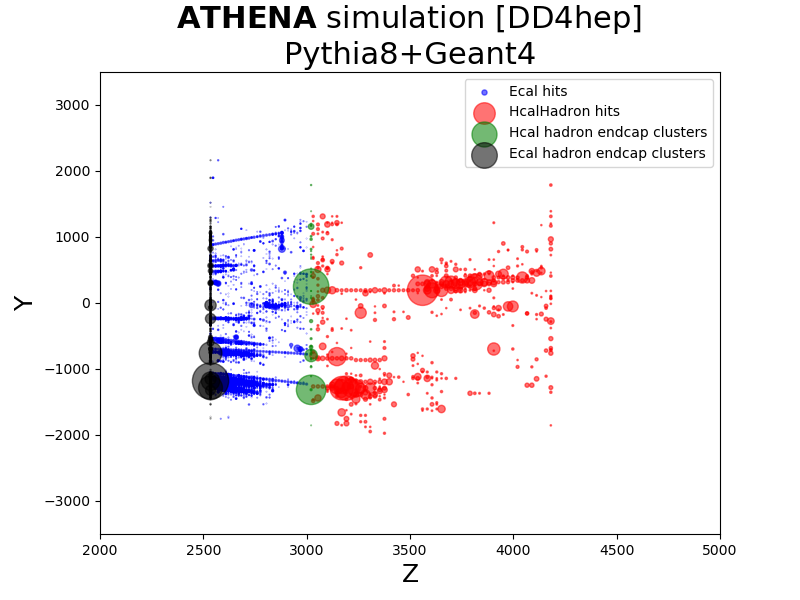 ATHENA simulation [DD4hep]
Pythia8+Geant4
Ecal hits
HcalHadron hits
Hcal hadron endcap clusters
Ecal hadron endcap clusters
3000
2000
1000
0
−1000
−2000
−3000
Y
2000 2500 3000 3500 4000 4500 5000
Z